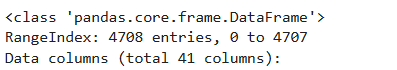 <class 'pandas.core.frame.DataFrame'>
RangeIndex: 4708 entries, 0 to 4707
Data columns (total 41 columns):